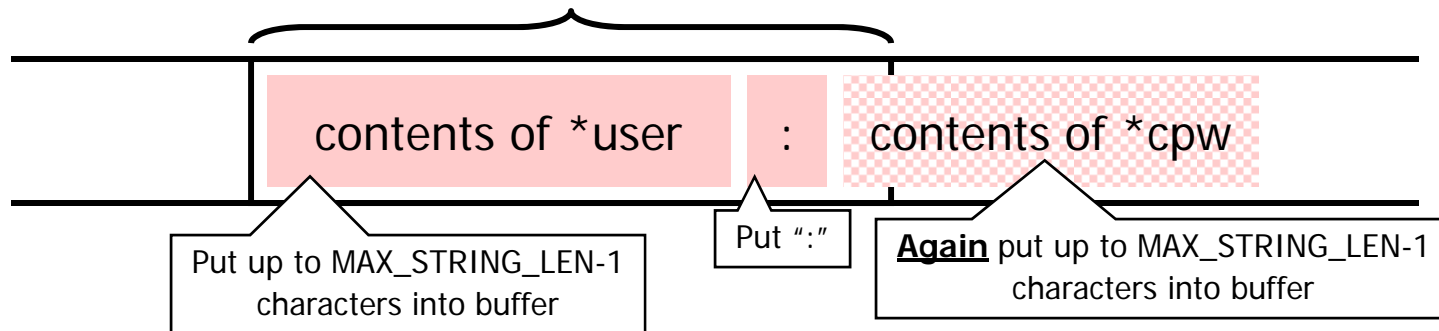 contents of *user
:
contents of *cpw
Put up to MAX_STRING_LEN-1
characters into buffer
Put “:”
Again put up to MAX_STRING_LEN-1
characters into buffer